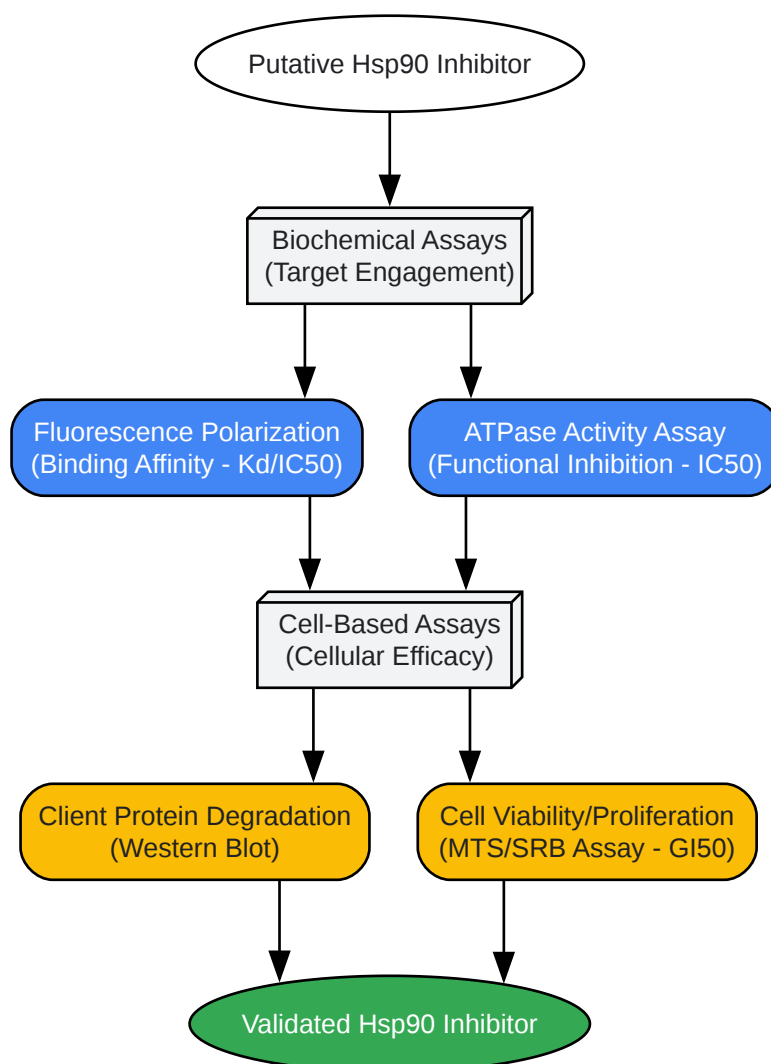 Putative Hsp90 Inhibitor
Biochemical Assays
(Target Engagement)
Fluorescence Polarization
(Binding Affinity - Kd/IC50)
ATPase Activity Assay
(Functional Inhibition - IC50)
Cell-Based Assays
(Cellular Efficacy)
Client Protein Degradation
(Western Blot)
Cell Viability/Proliferation
(MTS/SRB Assay - GI50)
Validated Hsp90 Inhibitor